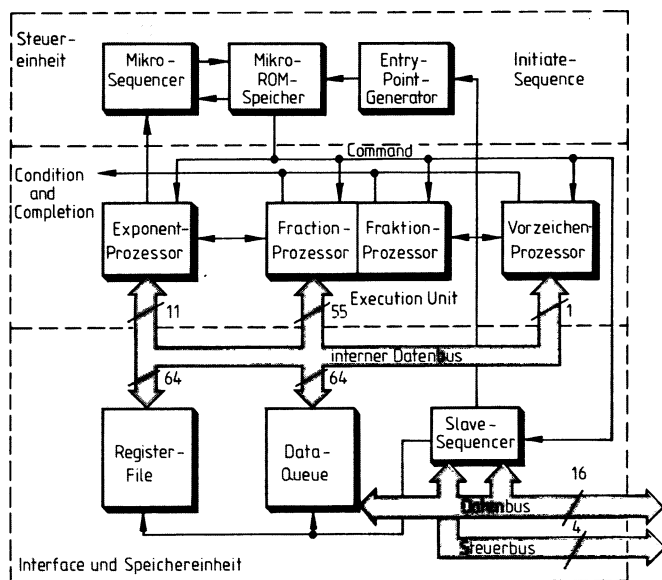 Steuer-
einheit
Mikro-
Sequencer
Mikro-
ROM-
Speicher
Entry-
Point-
Generator
Initiate-
Sequence
Command
Condition
and
Completion
Exponent-
Prozessor
Fraction-
Prozessor
Fraktion-
Prozessor
Vorzeichen-
Prozessor
Execution Unit
11
55
1
interner Datenbus
64
64
Register-
File
Data-
Queue
Slave-
Sequencer
16
Datenbus
4
Steuerbus
Interface und Speichereinheit